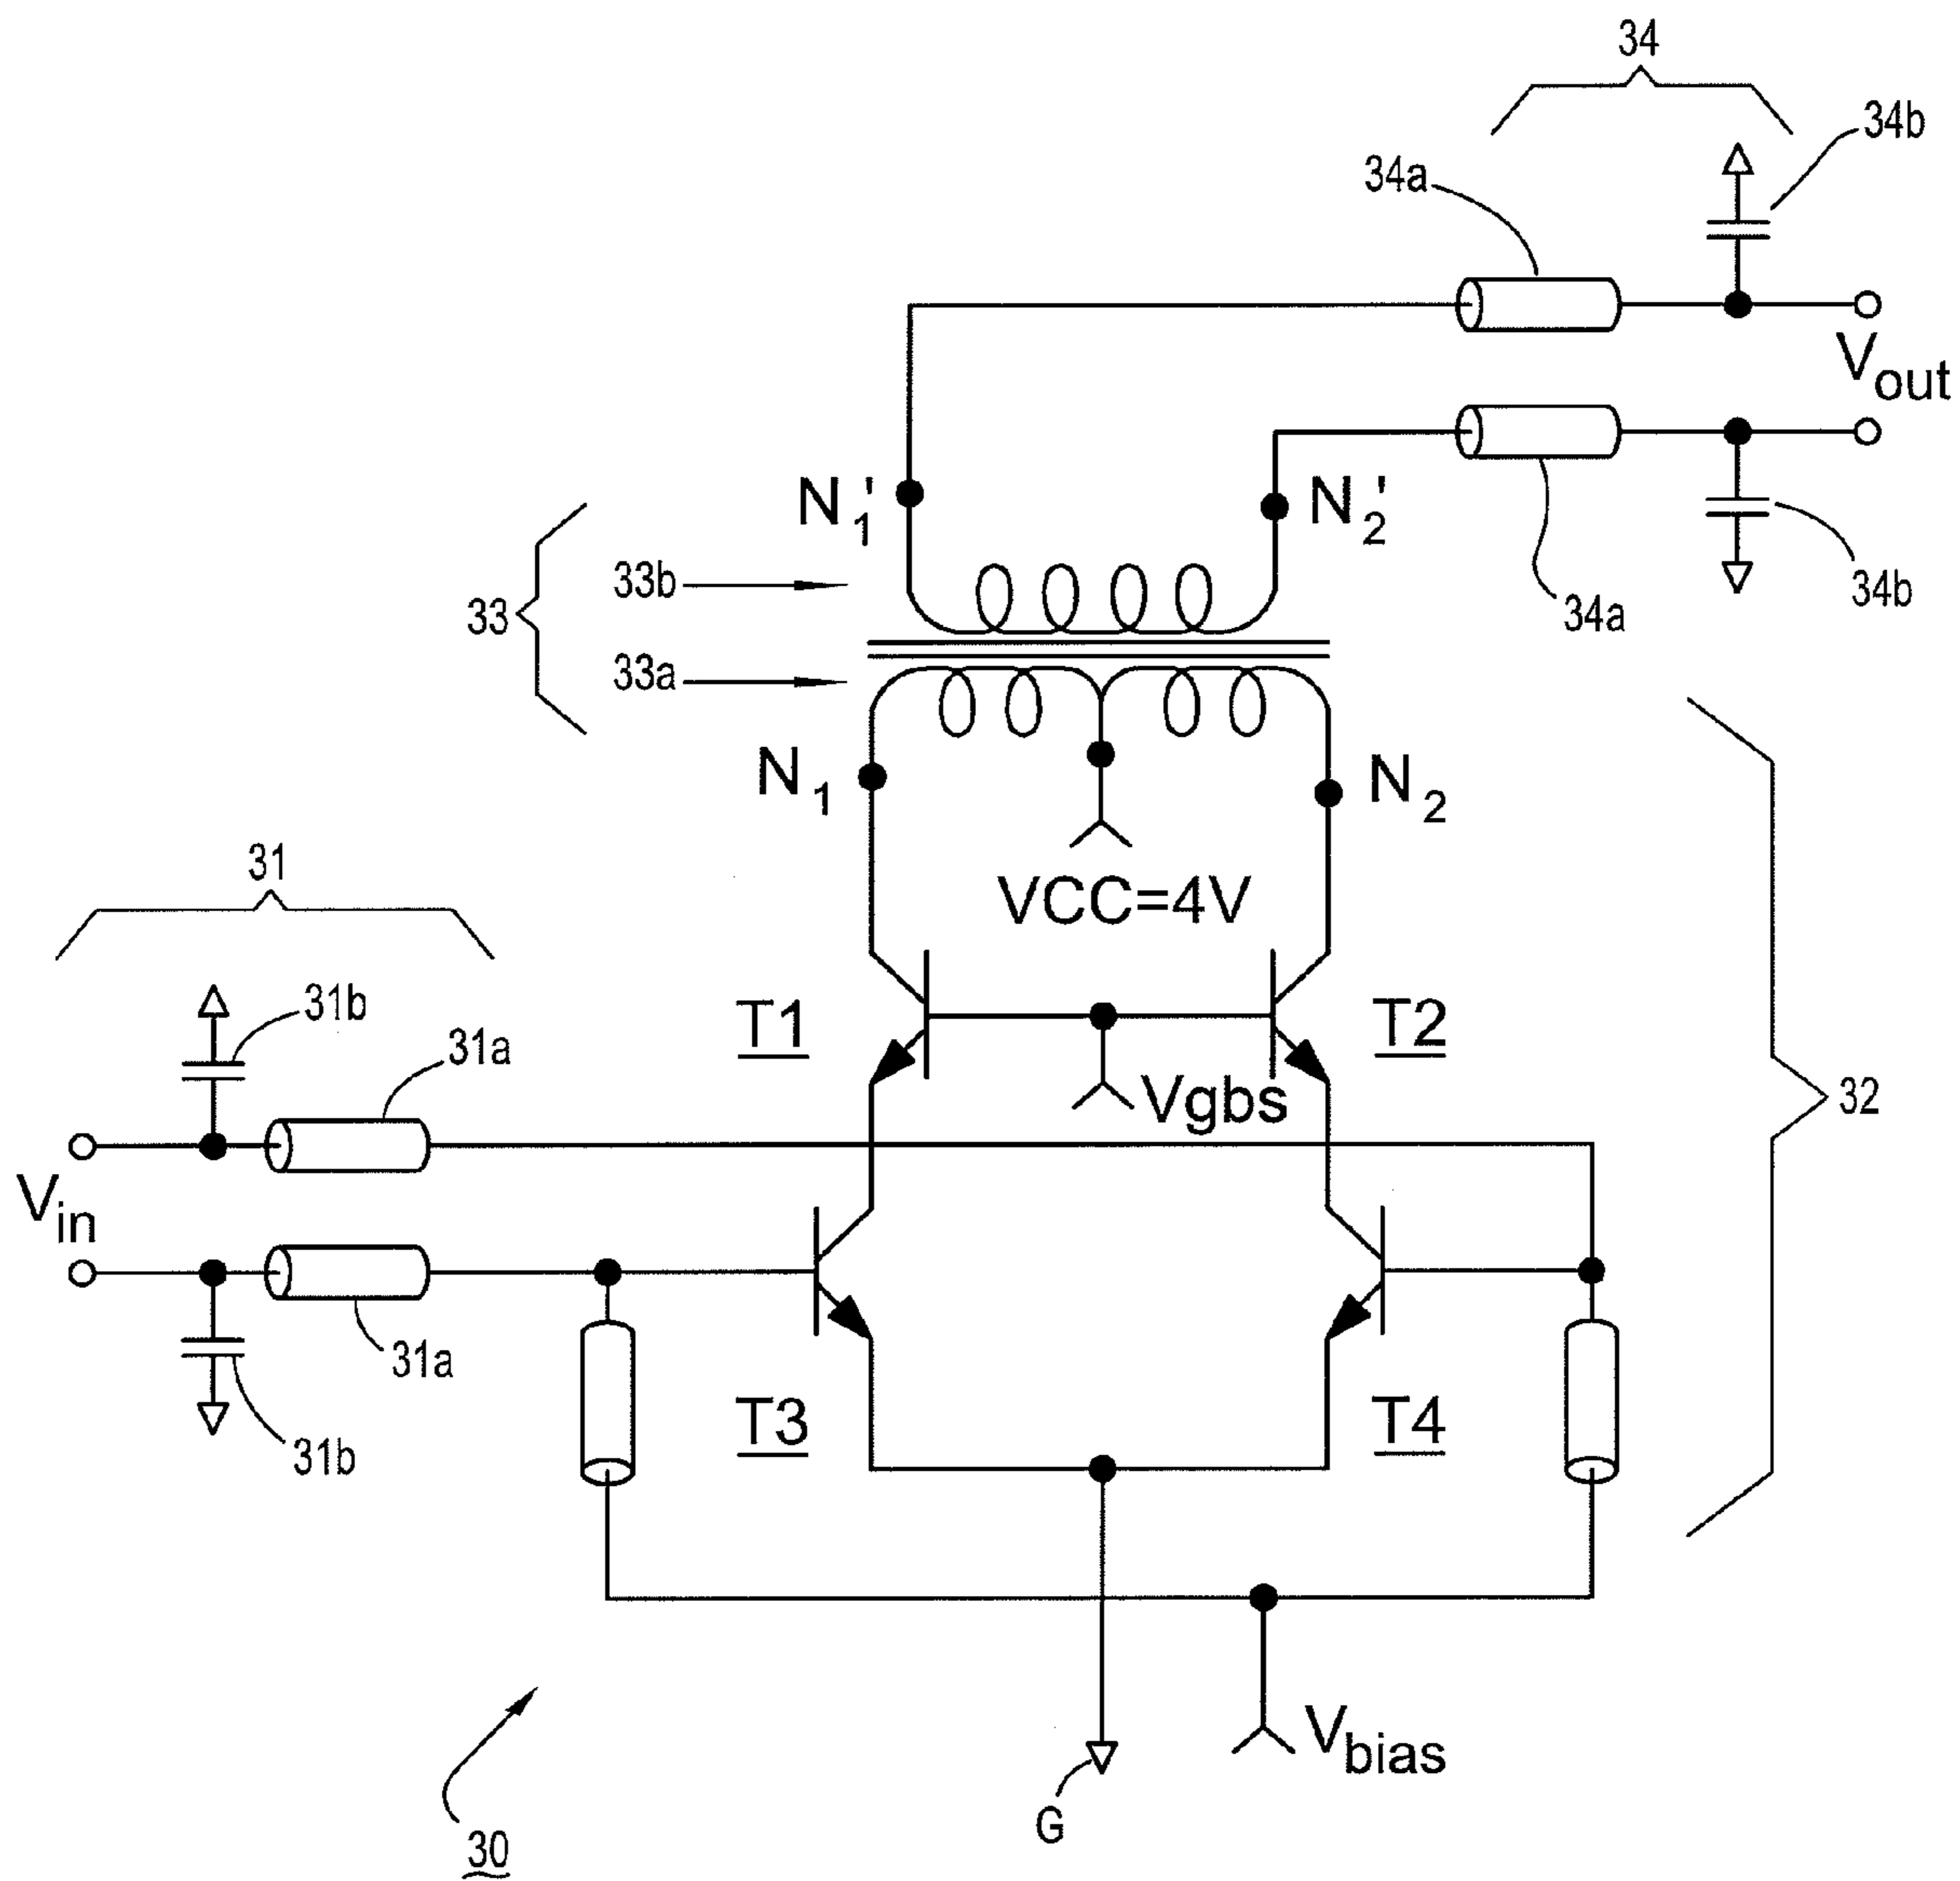 34
34b
34a
Vout
N1'
N2'
34b
34a
33b
33
33a
N1
N2
VCC=4V
31
31b
31a
T1
T2
Vgbs
32
Vin
31a
31b
T3
T4
Vbias
G
30